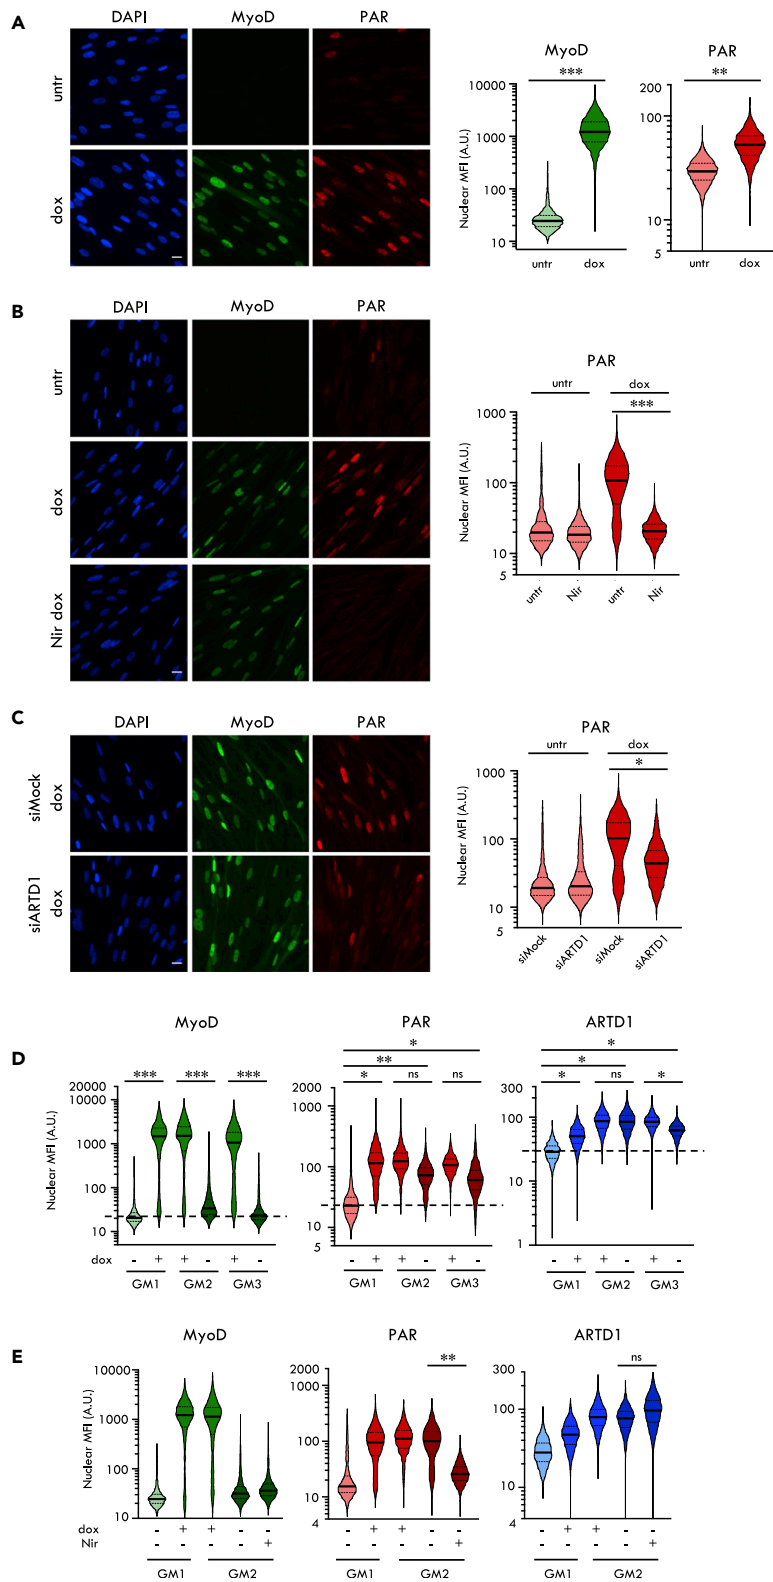 A
DAPI MyoD PAR
untr
dox
MyoD PAR
*** **
Nuclear MFI (A.U.)
10000
1000
100
10
200
100
10
5
untr dox untr dox
B
DAPI MyoD PAR
untr
dox
Nir dox
PAR
untr dox
***
Nuclear MFI (A.U.)
1000
100
10
5
untr Nir untr Nir
C
DAPI MyoD PAR
siMock dox
siARTD1 dox
PAR
untr dox
*
Nuclear MFI (A.U.)
1000
100
10
5
siMock siARTD1 siMock siARTD1
D
MyoD PAR ARTD1
*** *** ***
*
**
* ns ns
*
*
* ns *
Nuclear MFI (A.U.)
20000
10000
1000
100
10
2000
1000
100
10
5
300
100
10
1
dox - + + - + - - + + - + - - + + - + -
GM1 GM2 GM3 GM1 GM2 GM3 GM1 GM2 GM3
E
MyoD PAR ARTD1
** ns
Nuclear MFI (A.U.)
10000
1000
100
10
2000
1000
100
10
4
300
100
10
4
dox - + + - - - + + - - - + + - -
Nir - - - - + - - - - + - - - - +
GM1 GM2 GM1 GM2 GM1 GM2